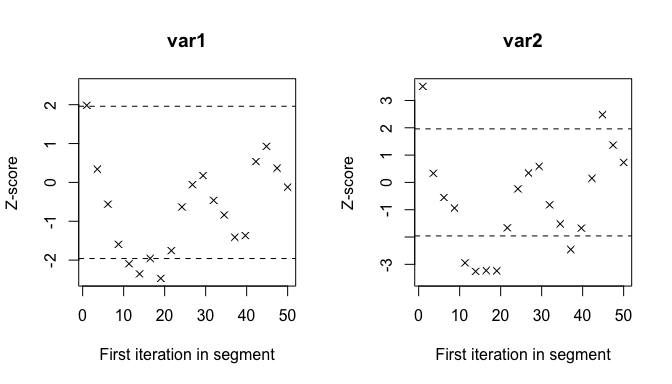 var1
2
1
0
-1
-2
Z-score
0 10 20 30 40 50
First iteration in segment
var2
3
2
1
0
-1
-3
Z-score
0 10 20 30 40 50
First iteration in segment